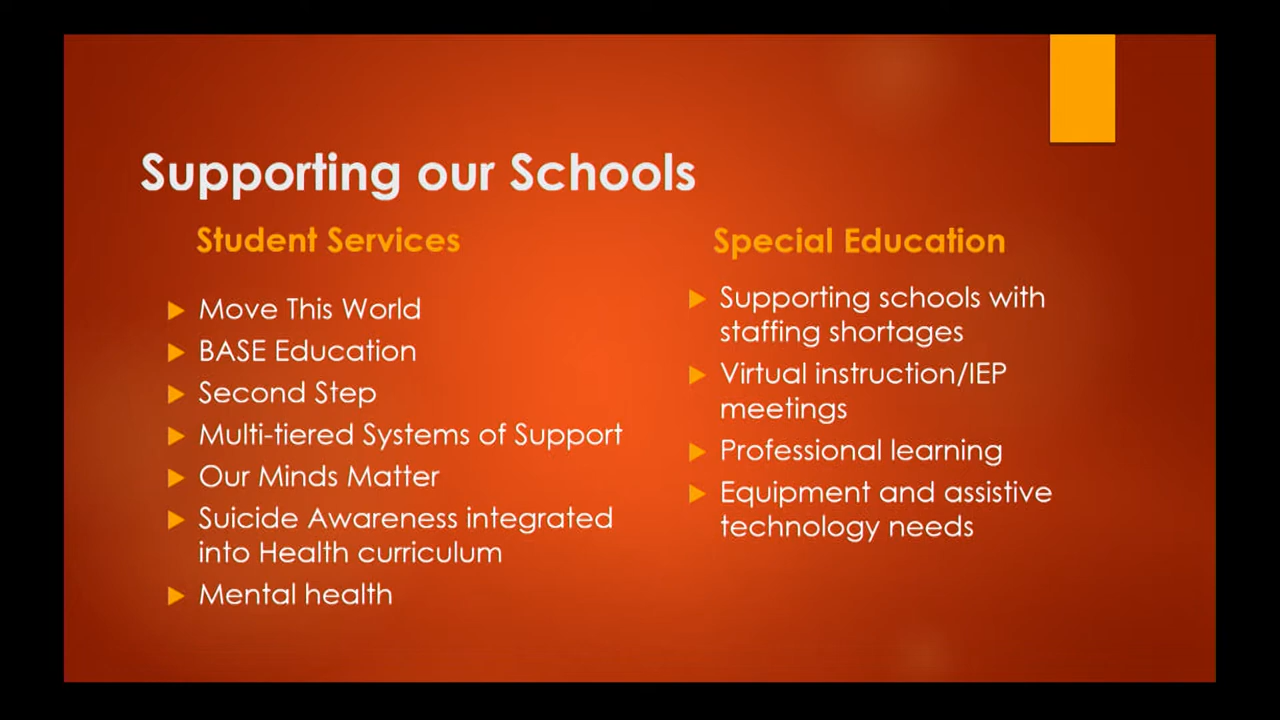 Supporting our Schools
Student Services
Move This World
BASE Education
Second Step
Multi-tiered Systems of Support
Our Minds Matter
Suicide Awareness integrated
into Health curriculum
Mental health
Special Education
Supporting schools with
staffing shortages
Virtual instruction/IEP
meetings
Professional learning
Equipment and assistive
technology needs